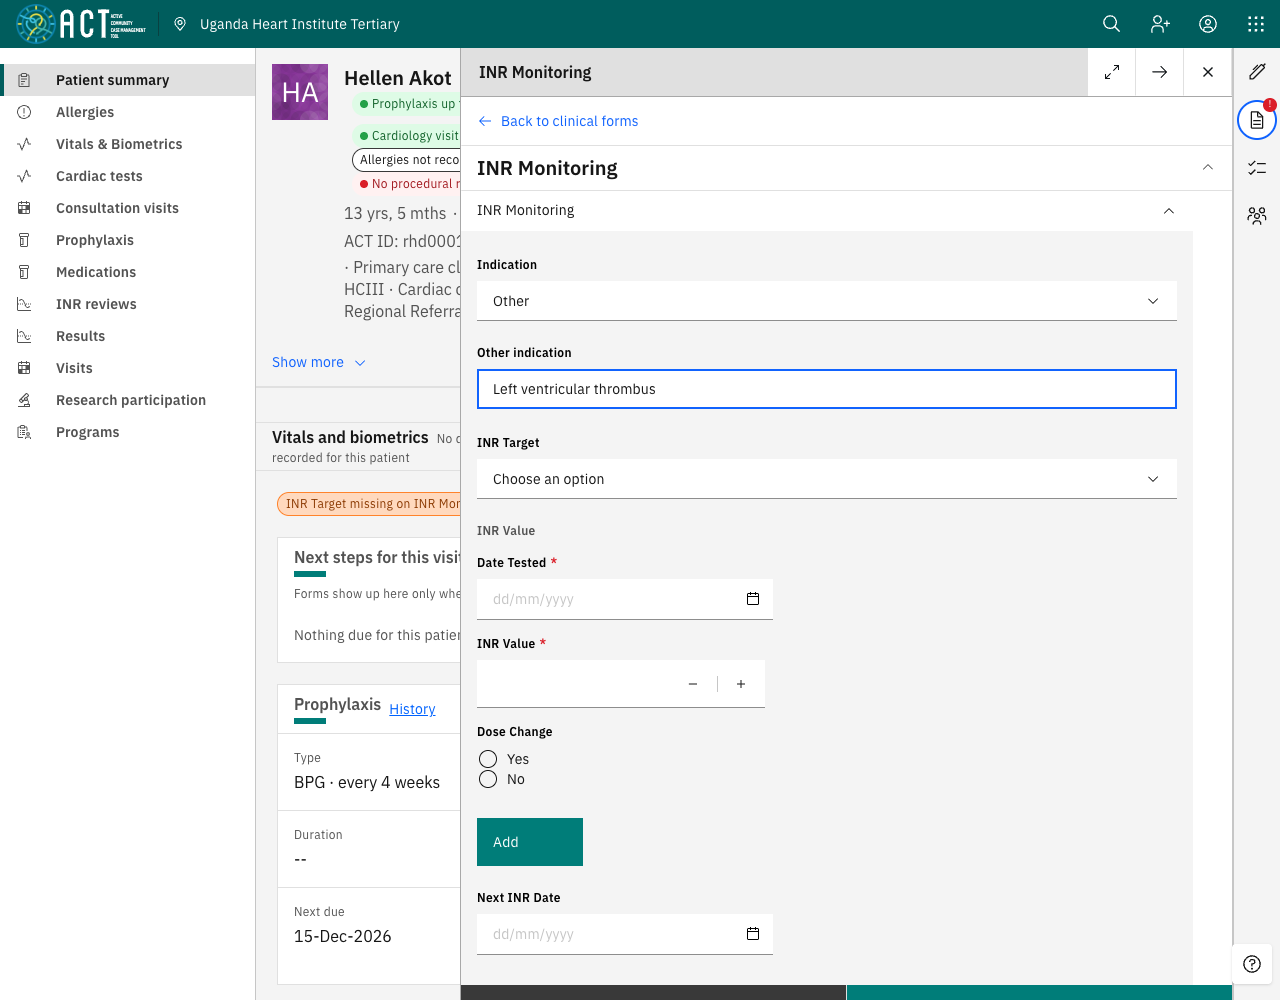 ACT
ACTIVE
COMMUNITY
CASE MANAGEMENT
TOOL
Uganda Heart Institute Tertiary
Patient summary
Allergies
Vitals & Biometrics
Cardiac tests
Consultation visits
Prophylaxis
Medications
INR reviews
Results
Visits
Research participation
Programs
HA
Hellen Akot
Prophylaxis up
Cardiology visit
Allergies not reco
No procedural
13 yrs, 5 mths ·
ACT ID: rhd0001
· Primary care cl
HCIII · Cardiac
Regional Referra
Show more
Vitals and biometrics No
recorded for this patient
INR Target missing on INR Mon
Next steps for this visit
Forms show up here only whe
Nothing due for this patien
Prophylaxis History
Type
BPG · every 4 weeks
Duration
--
Next due
15-Dec-2026
INR Monitoring
Back to clinical forms
INR Monitoring
INR Monitoring
Indication
Other
Other indication
Left ventricular thrombus
INR Target
Choose an option
INR Value
Date Tested *
dd/mm/yyyy
INR Value *
Dose Change
Yes
No
Add
Next INR Date
dd/mm/yyyy